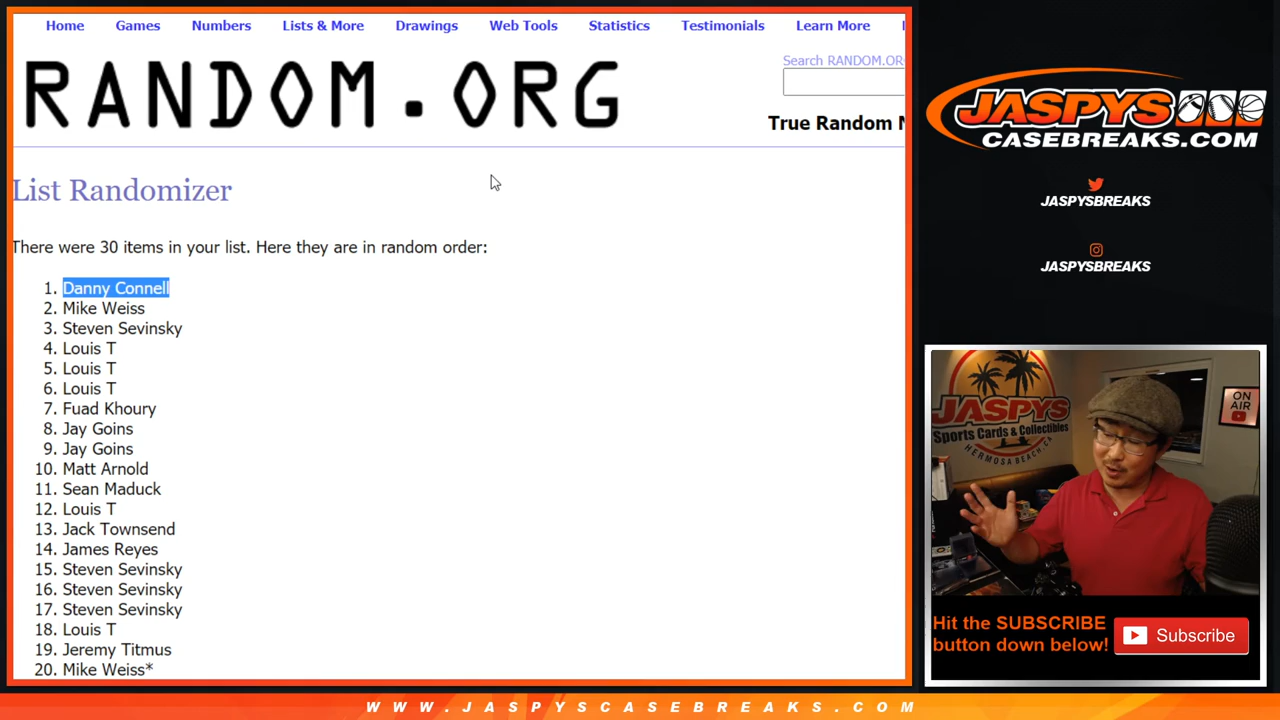 Home Games Numbers Lists & More Drawings Web Tools Statistics Testimonials Learn More
RANDOM.ORG
Search RANDOM.OR
True Random
List Randomizer
There were 30 items in your list. Here they are in random order:
1. Danny Connell
2. Mike Weiss
3. Steven Sevinsky
4. Louis T
5. Louis T
6. Louis T
7. Fuad Khoury
8. Jay Goins
9. Jay Goins
10. Matt Arnold
11. Sean Maduck
12. Louis T
13. Jack Townsend
14. James Reyes
15. Steven Sevinsky
16. Steven Sevinsky
17. Steven Sevinsky
18. Louis T
19. Jeremy Titmus
20. Mike Weiss*
JASPYS
CASEBREAKS.COM
JASPYSBREAKS
JASPYSBREAKS
JASPYS
Sports Cards & Collectibles
HERMOSA BEACH, CA
ON
AIR
Hit the SUBSCRIBE
button down below!
Subscribe
WWW.JASPYSCASEBREAKS.COM